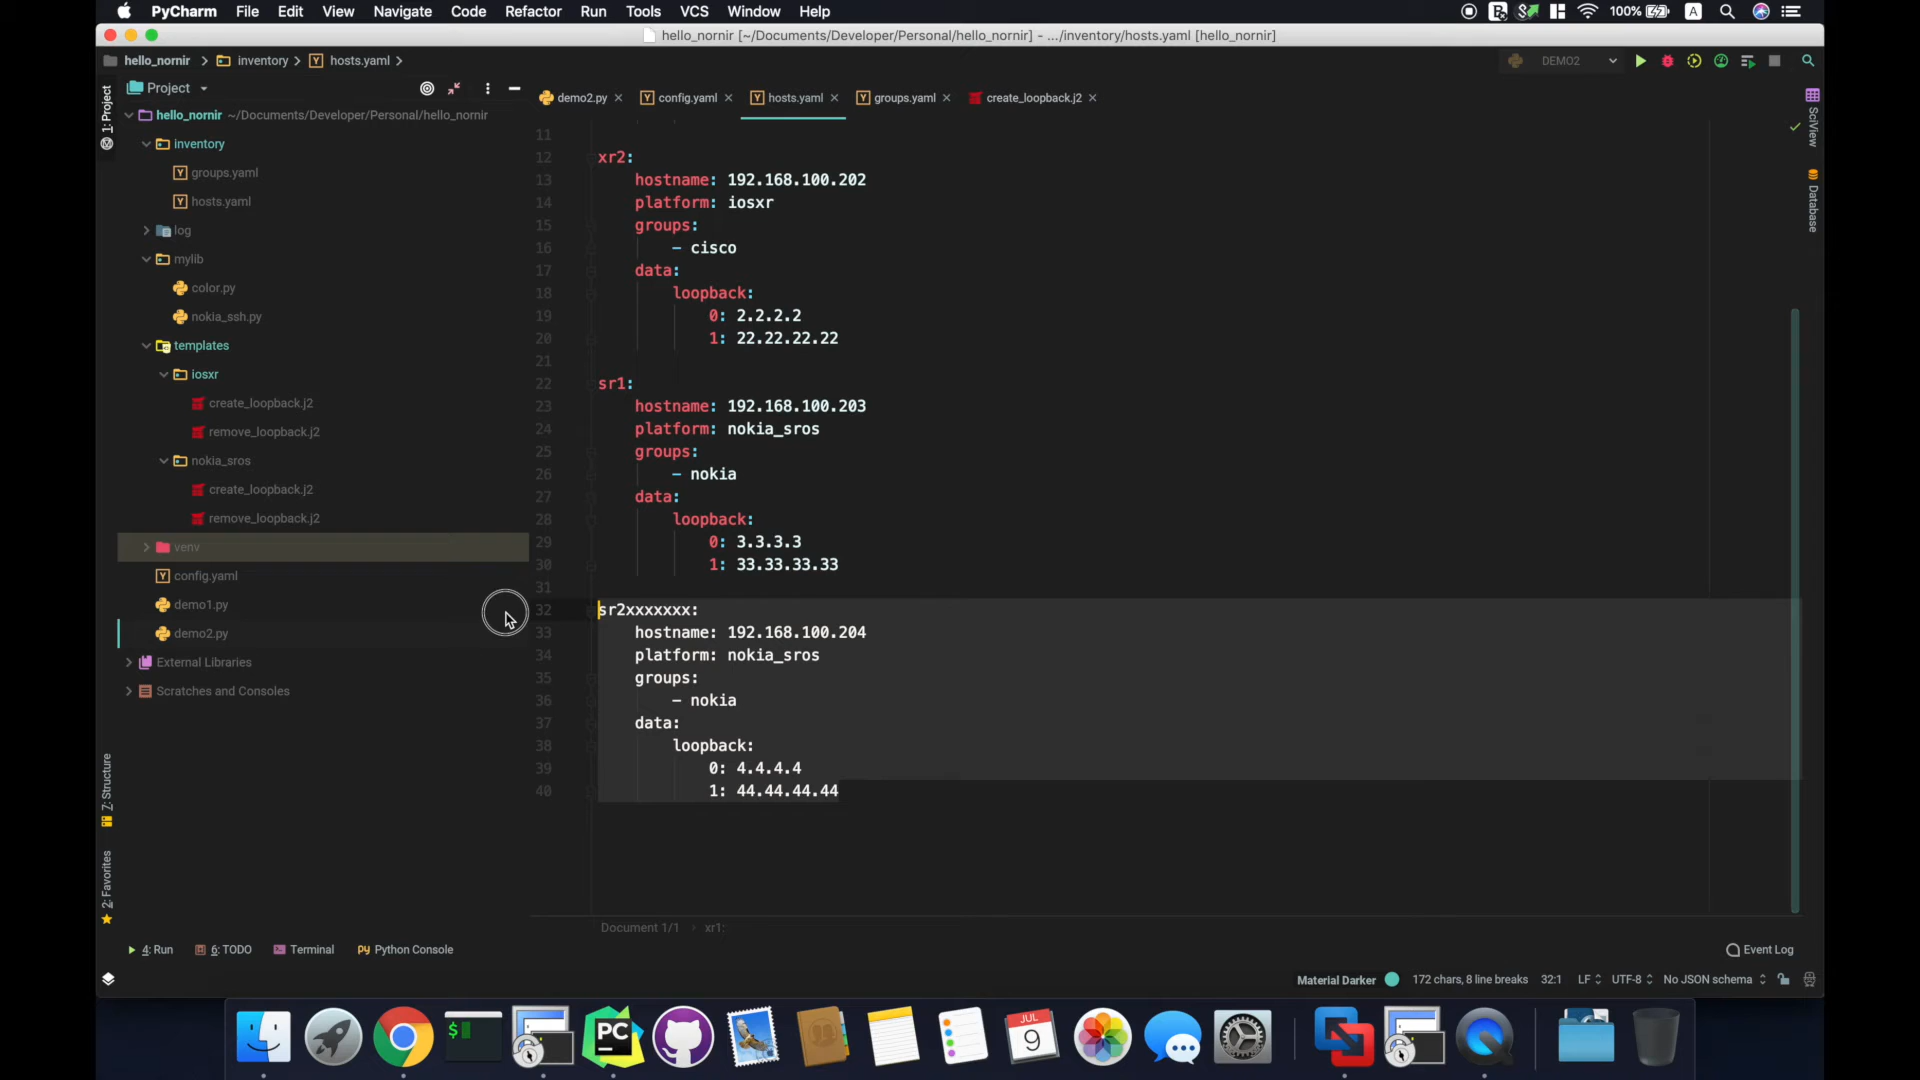 PyCharm File Edit View Navigate Code Refactor Run Tools VCS Window Help 100% A
hello_nornir [~/Documents/Developer/Personal/hello_nornir] - .../inventory/hosts.yaml [hello_nornir]
hello_nornir inventory hosts.yaml DEMO2
Project
demo2.py config.yaml hosts.yaml groups.yaml create_loopback.j2
1: Project
hello_nornir ~/Documents/Developer/Personal/hello_nornir
inventory
groups.yaml
hosts.yaml
log
mylib
color.py
nokia_ssh.py
templates
iosxr
create_loopback.j2
remove_loopback.j2
nokia_sros
create_loopback.j2
remove_loopback.j2
venv
config.yaml
demo1.py
demo2.py
External Libraries
Scratches and Consoles
7: Structure
2: Favorites
11
12 xr2:
13 hostname: 192.168.100.202
14 platform: iosxr
15 groups:
16 - cisco
17 data:
18 loopback:
19 0: 2.2.2.2
20 1: 22.22.22.22
21
22 sr1:
23 hostname: 192.168.100.203
24 platform: nokia_sros
25 groups:
26 - nokia
27 data:
28 loopback:
29 0: 3.3.3.3
30 1: 33.33.33.33
31
32 sr2xxxxxxx:
33 hostname: 192.168.100.204
34 platform: nokia_sros
35 groups:
36 - nokia
37 data:
38 loopback:
39 0: 4.4.4.4
40 1: 44.44.44.44
SciView
Database
Document 1/1 › xr1:
4: Run 6: TODO Terminal Python Console Event Log
Material Darker 172 chars, 8 line breaks 32:1 LF UTF-8 No JSON schema
$
PC
JUL
9